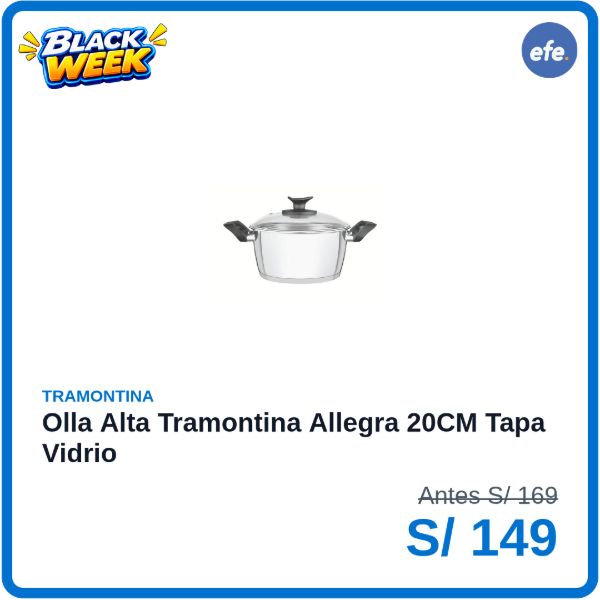 BLACK
WEEK
efe.
TRAMONTINA
Olla Alta Tramontina Allegra 20CM Tapa
Vidrio
Antes S/ 169
S/ 149